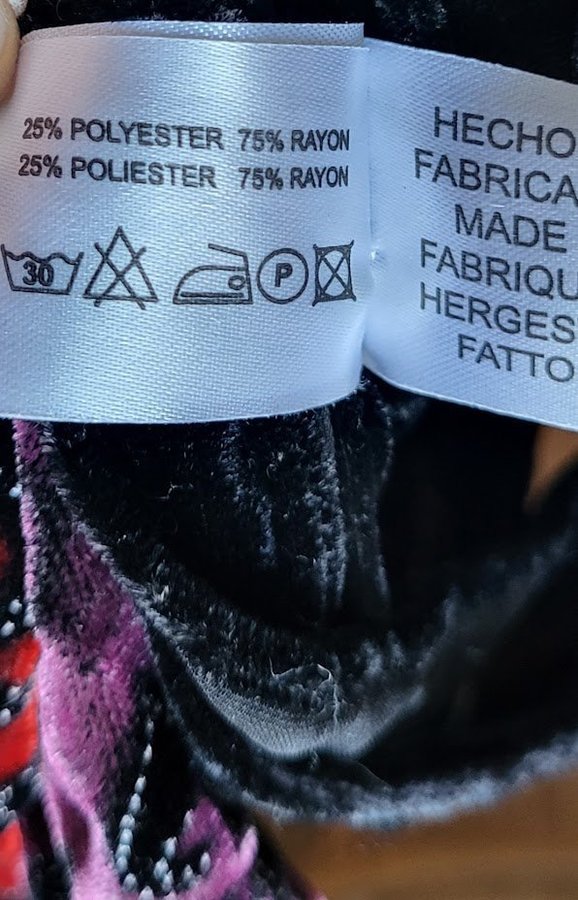 25% POLYESTER 75% RAYON
25% POLIESTER 75% RAYON
30
P
HECHO
FABRICA
MADE
FABRIQU
HERGES
FATTO